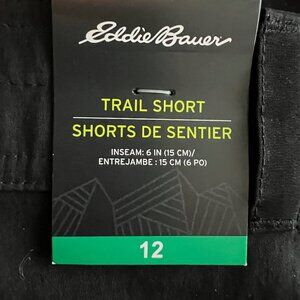 Eddie Bauer
TRAIL SHORT
SHORTS DE SENTIER
INSEAM: 6 IN (15 CM)/
ENTREJAMBE : 15 CM (6 PO)
12